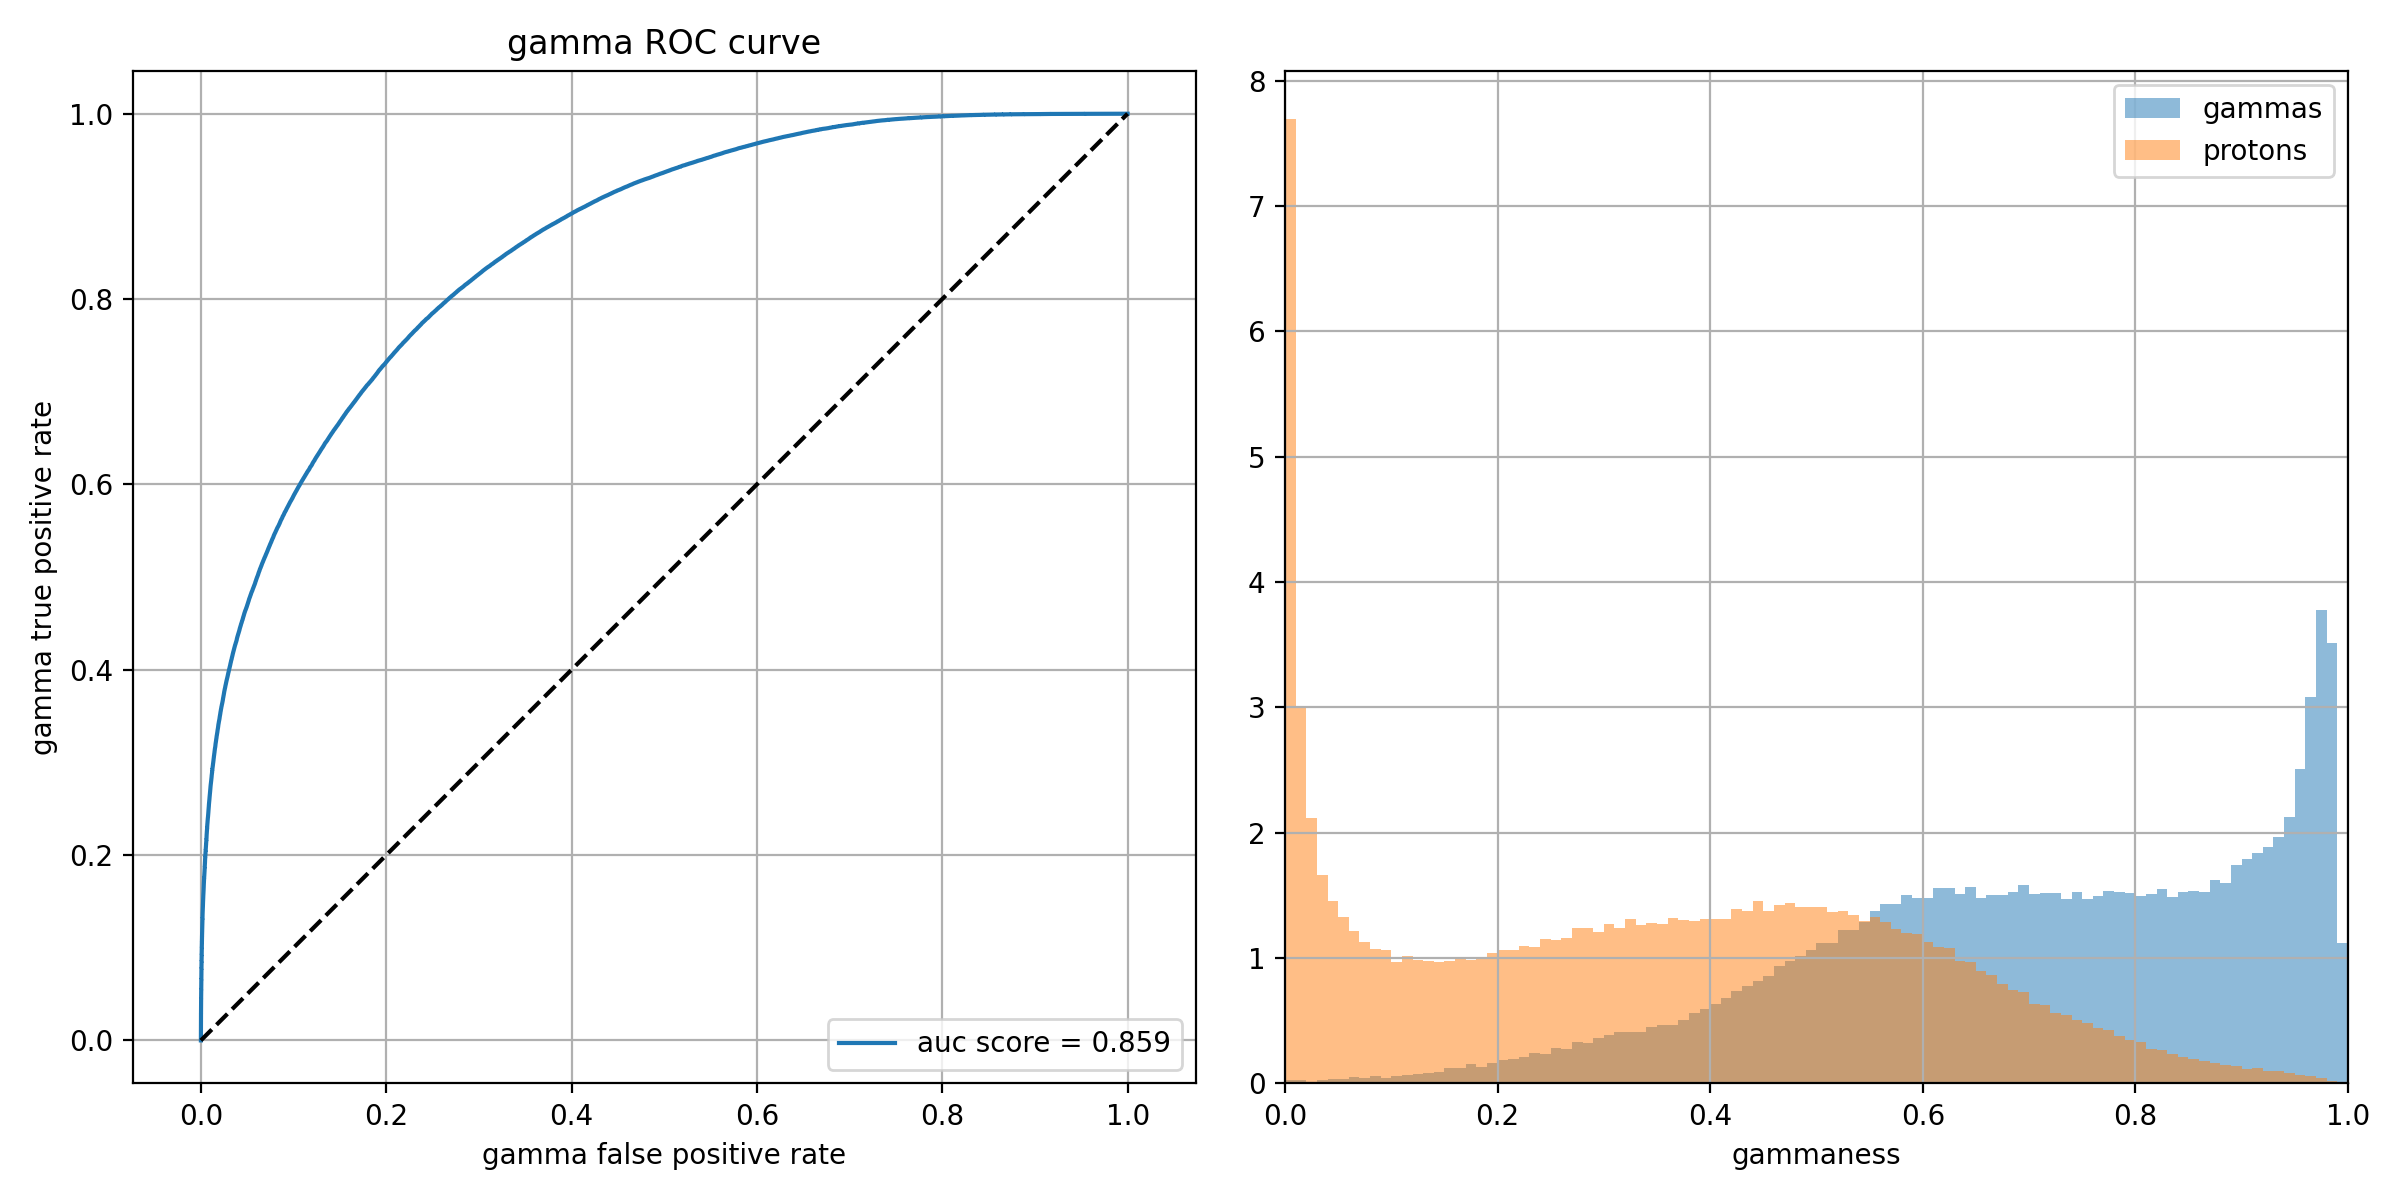 gamma ROC curve
gamma true positive rate
1.0
0.8
0.6
0.4
0.2
0.0
0.0 0.2 0.4 0.6 0.8 1.0
gamma false positive rate
auc score = 0.859
8
7
6
5
4
3
2
1
0
gammas
protons
0.0 0.2 0.4 0.6 0.8 1.0
gammaness